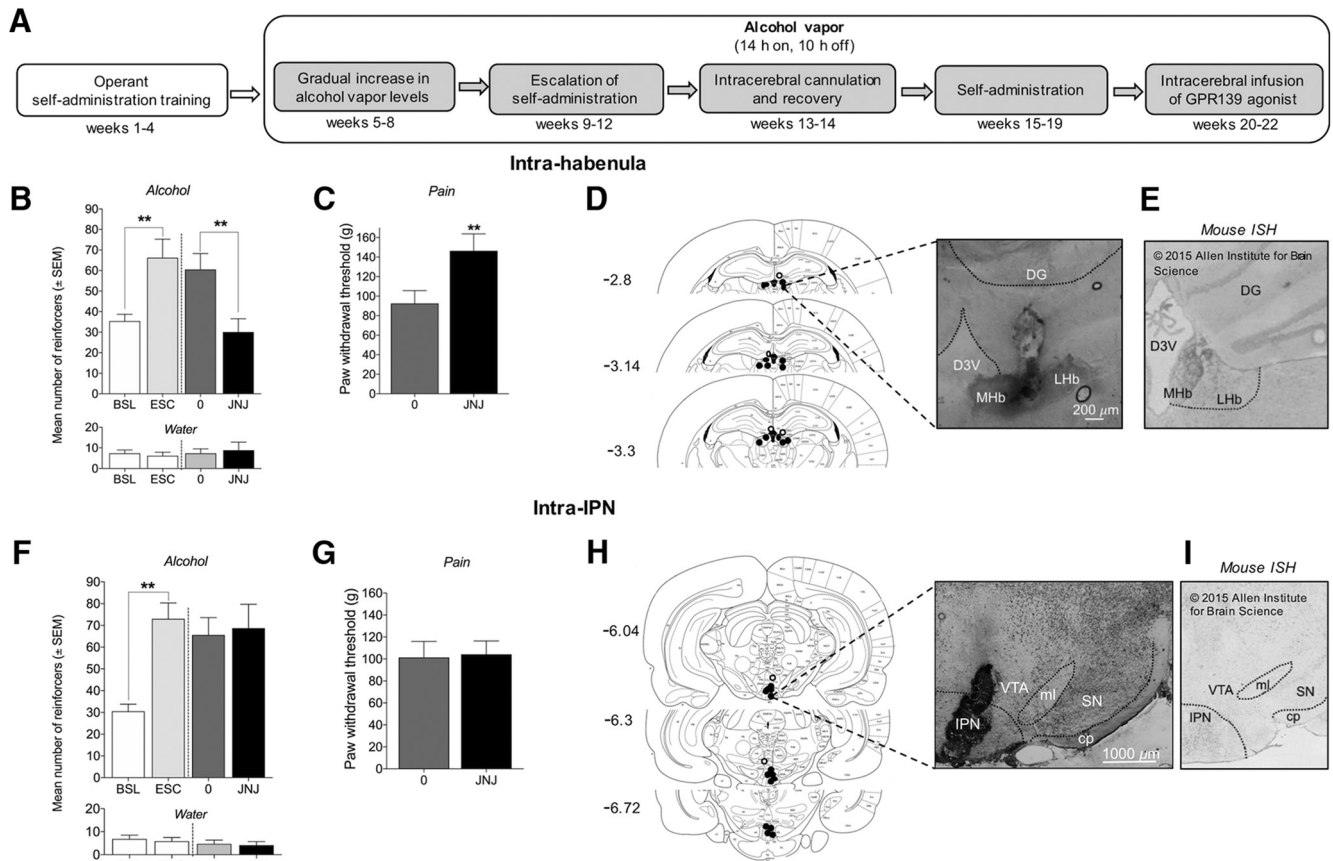 A
Alcohol vapor
(14 h on, 10 h off)
Operant
self-administration training
weeks 1-4
Gradual increase in
alcohol vapor levels
weeks 5-8
Escalation of
self-administration
weeks 9-12
Intracerebral cannulation
and recovery
weeks 13-14
Self-administration
weeks 15-19
Intracerebral infusion
of GPR139 agonist
weeks 20-22
Intra-habenula
B
Alcohol
Mean number of reinforcers (± SEM)
90
80
70
60
50
40
30
20
10
0
**
**
BSL ESC 0 JNJ
Water
20
10
0
BSL ESC 0 JNJ
C
Pain
Paw withdrawal threshold (g)
160
140
120
100
80
60
40
20
0
**
0 JNJ
D
-2.8
-3.14
-3.3
DG
D3V
MHb
LHb
200 µm
E
Mouse ISH
© 2015 Allen Institute for Brain
Science
DG
D3V
MHb
LHb
Intra-IPN
F
Alcohol
Mean number of reinforcers (± SEM)
90
80
70
60
50
40
30
20
10
0
**
BSL ESC 0 JNJ
Water
20
10
0
G
Pain
Paw withdrawal threshold (g)
160
140
120
100
80
60
40
20
0
0 JNJ
H
-6.04
-6.3
-6.72
VTA
ml
SN
IPN
cp
1000 µm
I
Mouse ISH
© 2015 Allen Institute
for Brain Science
VTA
ml
SN
IPN
cp